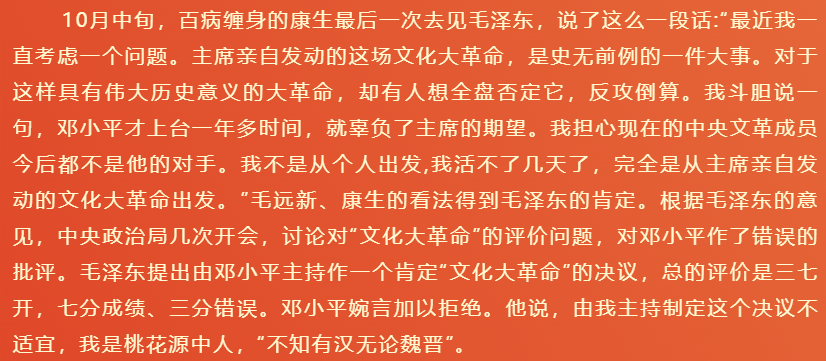 10月中旬，百病缠身的康生最后一次去见毛泽东，说了这么一段话:“最近我一
直考虑一个问题。主席亲自发动的这场文化大革命，是史无前例的一件大事。对于
这样具有伟大历史意义的大革命，却有人想全盘否定它，反攻倒算。我斗胆说一
句，邓小平才上台一年多时间，就辜负了主席的期望。我担心现在的中央文革成员
今后都不是他的对手。我不是从个人出发,我活不了几天了，完全是从主席亲自发
动的文化大革命出发。”毛远新、康生的看法得到毛泽东的肯定。根据毛泽东的意
见，中央政治局几次开会，讨论对“文化大革命”的评价问题，对邓小平作了错误的
批评。毛泽东提出由邓小平主持作一个肯定“文化大革命”的决议，总的评价是三七
开，七分成绩、三分错误。邓小平婉言加以拒绝。他说，由我主持制定这个决议不
适宜，我是桃花源中人，“不知有汉无论魏晋”。